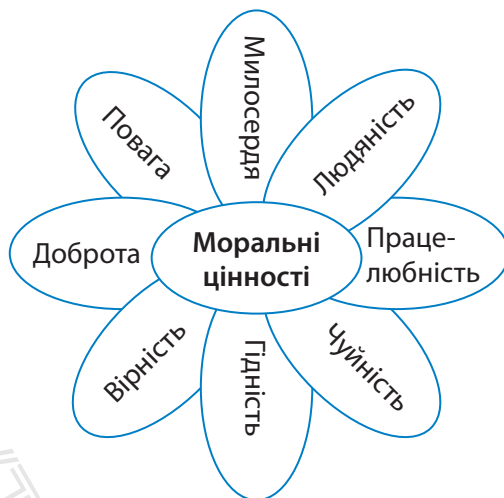 Милосердя
Людяність
Праце-
любність
Чуйність
Гідність
Вірність
Доброта
Повага
Моральні
цінності